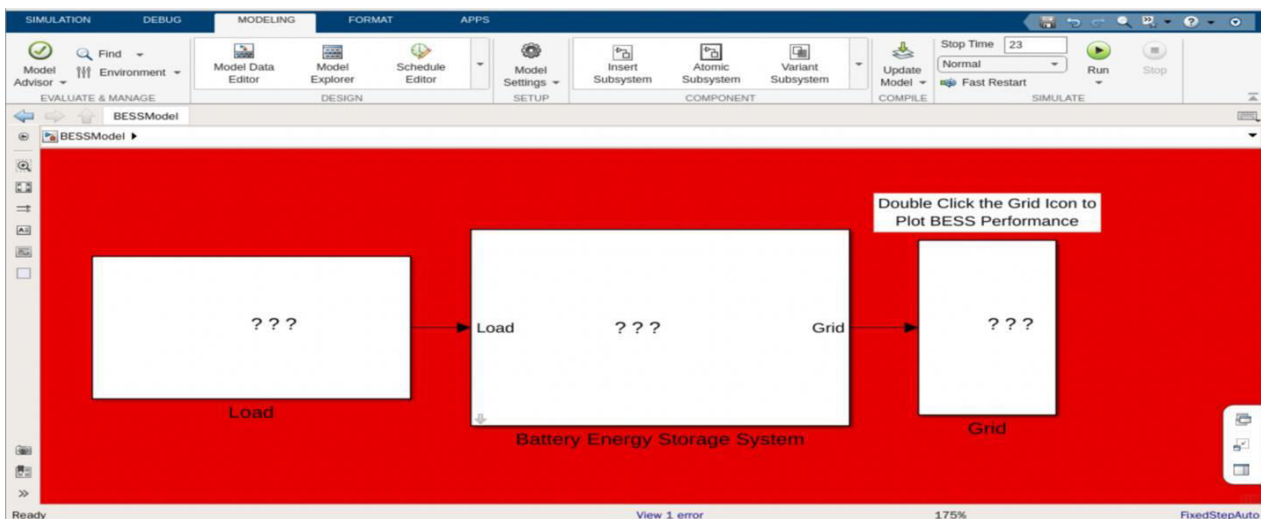 SIMULATION DEBUG MODELING FORMAT APPS
Model Advisor
Find
Environment
EVALUATE & MANAGE
Model Data Editor
Model Explorer
Schedule Editor
DESIGN
Model Settings
SETUP
Insert Subsystem
Atomic Subsystem
Variant Subsystem
COMPONENT
Update Model
COMPILE
Stop Time 23
Normal
Fast Restart
Run
Stop
SIMULATE
BESSModel
BESSModel
Double Click the Grid Icon to
Plot BESS Performance
? ? ?
Load
Load ? ? ? Grid
Battery Energy Storage System
? ? ?
Grid
Ready View 1 error 175% FixedStepAuto